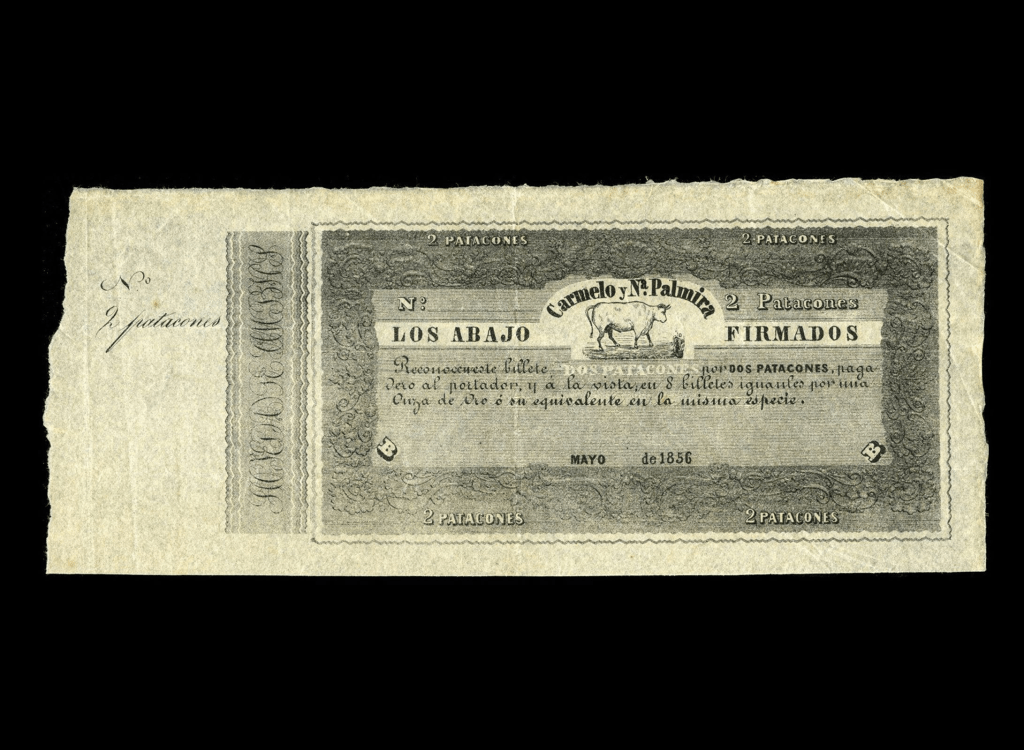 2 PATACONES 2 PATACONES
Carmelo y Nª. Palmira
Nº
2 patacones
N: 2 Patacones
LOS ABAJO FIRMADOS
Reconocen este billete DOS PATACONES por DOS PATACONES, paga
dero al portador, y á la vista, en 8 billetes iguales por una
Onza de Oro ó su equivalente en la misma especie.
B B
MAYO de 1856
2 PATACONES 2 PATACONES